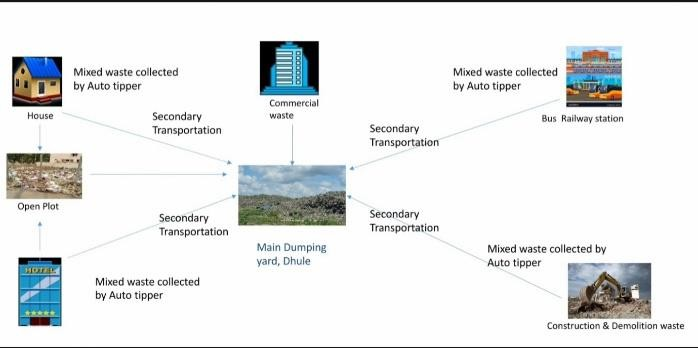 Mixed waste collected
by Auto tipper
House
Secondary
Transportation
Commercial
waste
Mixed waste collected
by Auto tipper
Bus Railway station
Secondary
Transportation
Open Plot
Secondary
Transportation
Main Dumping
yard, Dhule
Secondary
Transportation
HOTEL
Mixed waste collected
by Auto tipper
Mixed waste collected by
Auto tipper
Construction & Demolition waste